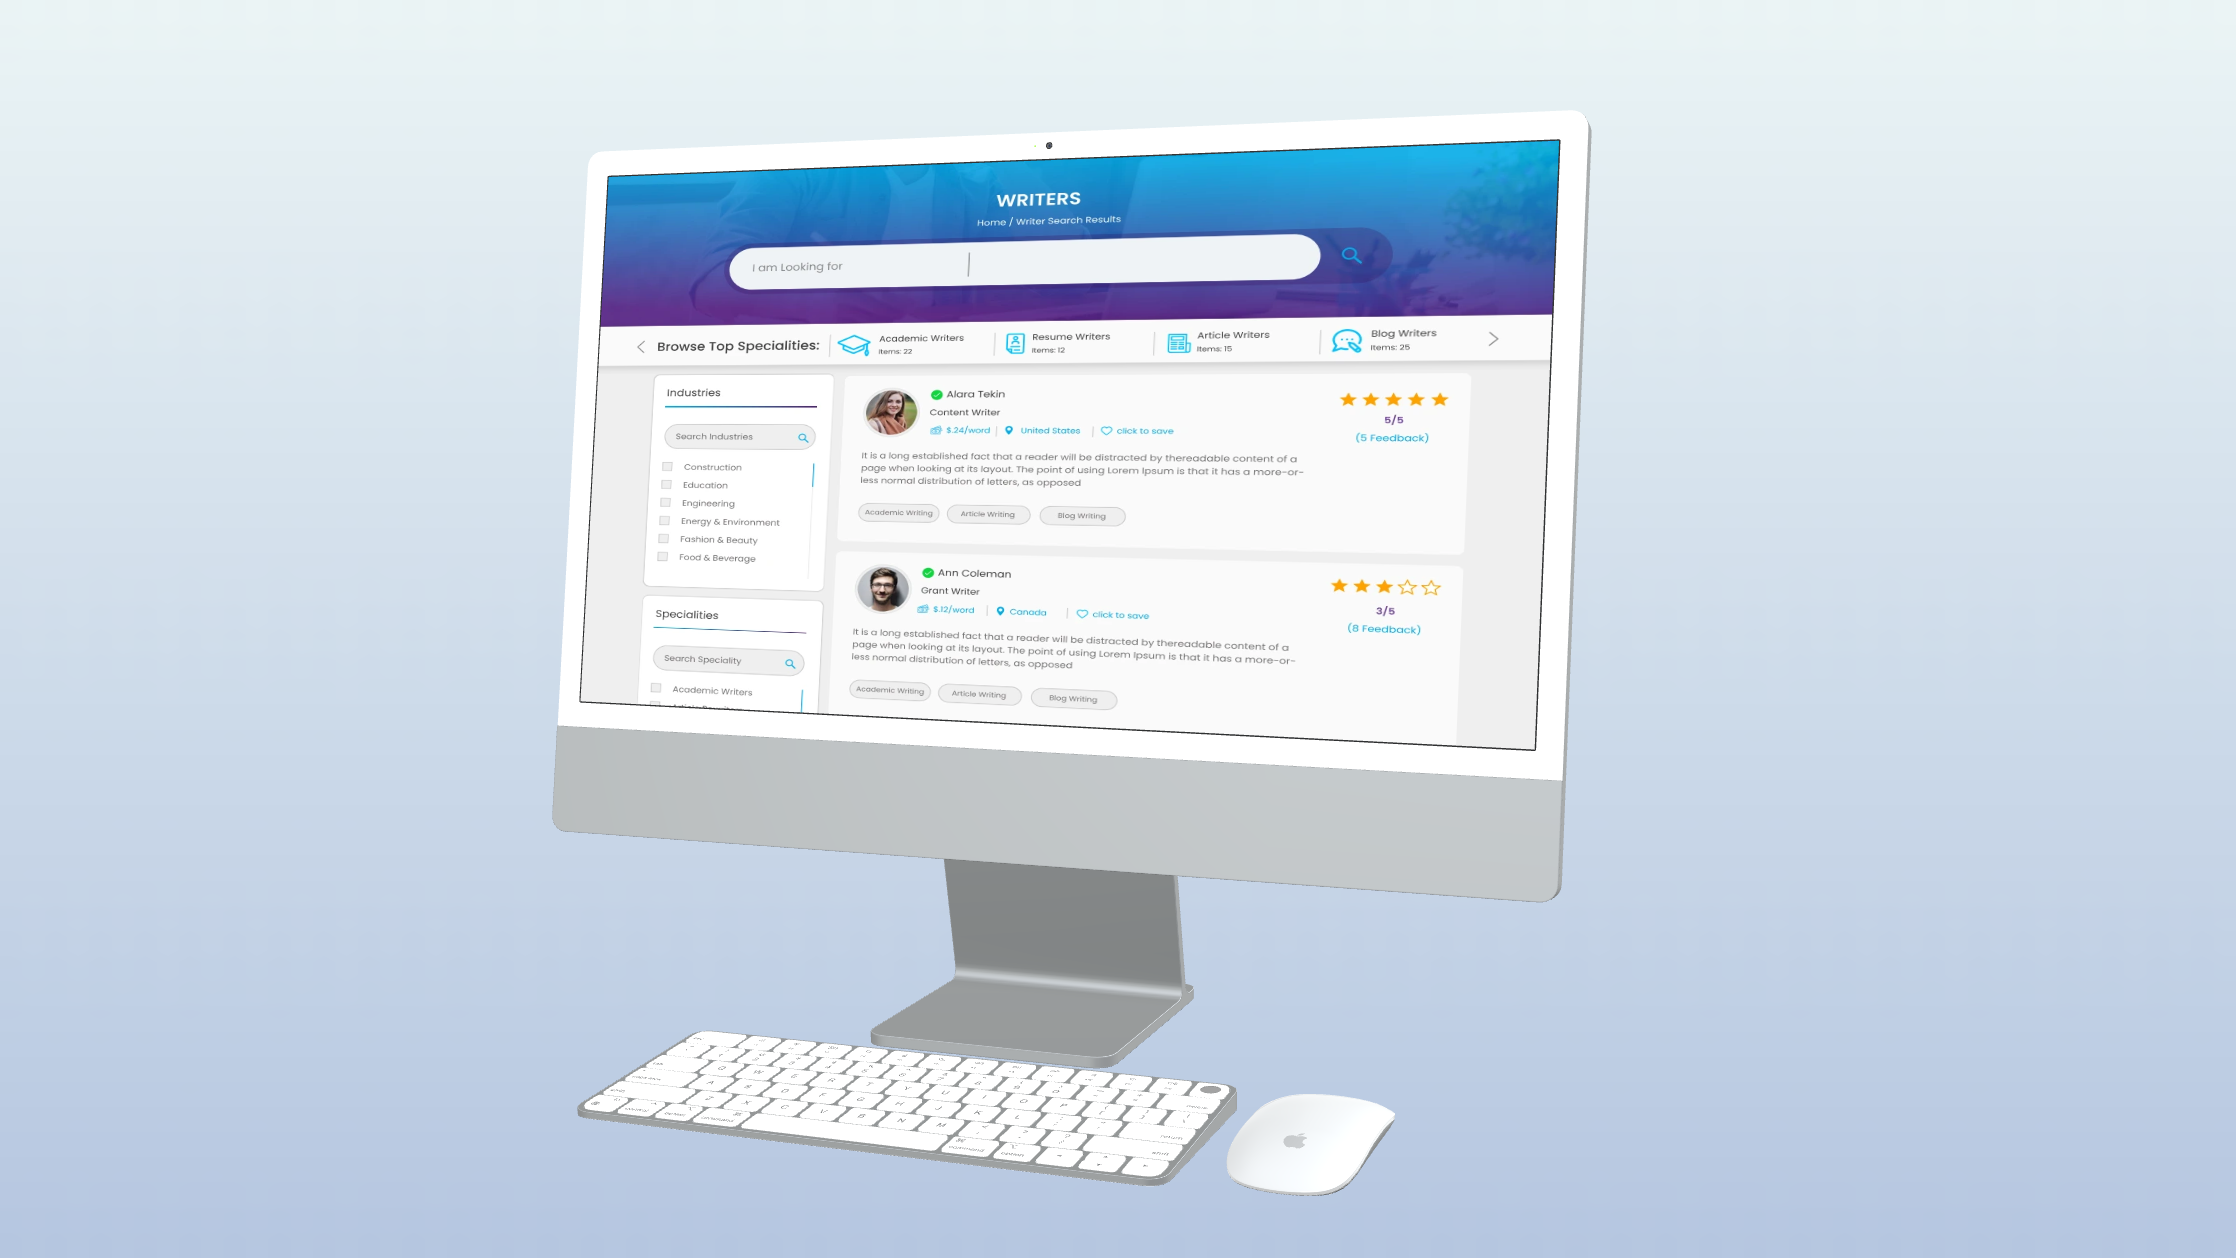 WRITERS
Home / Writer Search Results
I am Looking for
Browse Top Specialities:
Academic Writers
Items: 22
Resume Writers
Items: 12
Article Writers
Items: 15
Blog Writers
Items: 25
Industries
Search Industries
Construction
Education
Engineering
Energy & Environment
Fashion & Beauty
Food & Beverage
Specialities
Search Speciality
Academic Writers
Alara Tekin
Content Writer
$.24/word
United States
click to save
5/5
(5 Feedback)
It is a long established fact that a reader will be distracted by thereadable content of a
page when looking at its layout. The point of using Lorem Ipsum is that it has a more-or-
less normal distribution of letters, as opposed
Academic Writing
Article Writing
Blog Writing
Ann Coleman
Grant Writer
$.12/word
Canada
click to save
3/5
(8 Feedback)
It is a long established fact that a reader will be distracted by thereadable content of a
page when looking at its layout. The point of using Lorem Ipsum is that it has a more-or-
less normal distribution of letters, as opposed
Academic Writing
Article Writing
Blog Writing
Q W E R T Y U I O P
A S D F G H J K L
return
Z X C V B N M
shift
command
command
option